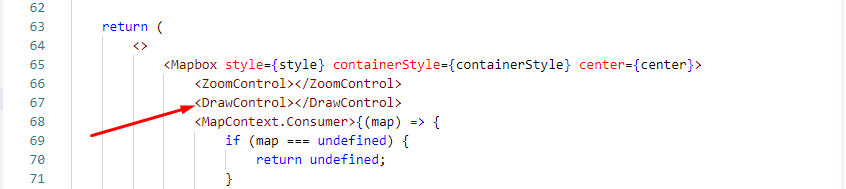 62
63 return (
64 <>
65 <Mapbox style={style} containerStyle={containerStyle} center={center}>
66 <ZoomControl></ZoomControl>
67 <DrawControl></DrawControl>
68 <MapContext.Consumer>{(map) => {
69 if (map === undefined) {
70 return undefined;
71 }